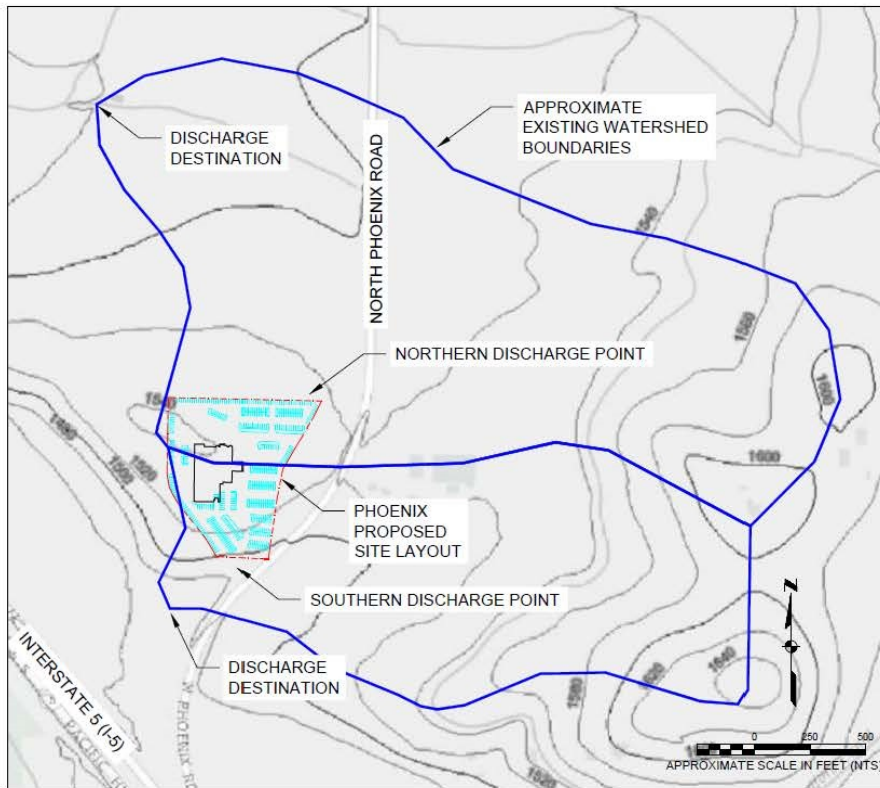 DISCHARGE
DESTINATION
NORTH PHOENIX ROAD
APPROXIMATE
EXISTING WATERSHED
BOUNDARIES
1540
1560
NORTHERN DISCHARGE POINT
1540
1600
1480
1520
1500
1600
PHOENIX
PROPOSED
SITE LAYOUT
SOUTHERN DISCHARGE POINT
DISCHARGE
DESTINATION
N PHOENIX RD
INTERSTATE 5 (I-5)
1560
1620
1640
1520
Z
0 250 500
APPROXIMATE SCALE IN FEET (NTS)